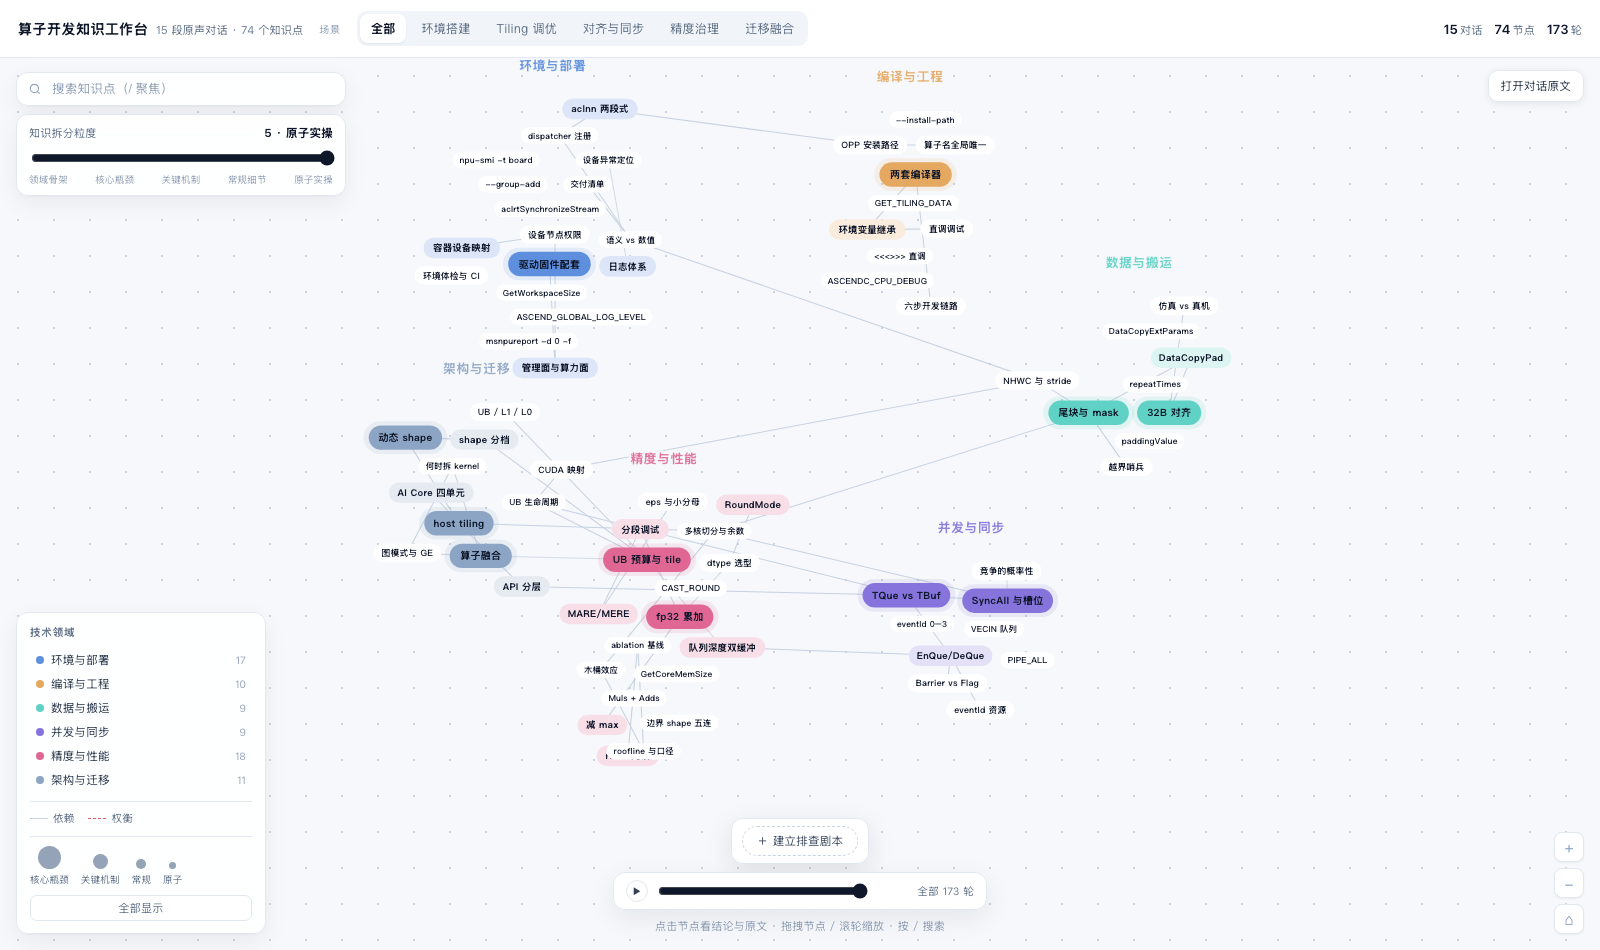 算子开发知识工作台 15 段原声对话 · 74 个知识点 场景
全部 环境搭建 Tiling 调优 对齐与同步 精度治理 迁移融合
15 对话 74 节点 173 轮
搜索知识点（/ 聚焦）
打开对话原文
知识拆分粒度 5 · 原子实操
领域骨架 核心瓶颈 关键机制 常规细节 原子实操
环境与部署
aclnn 两段式
dispatcher 注册
npu-smi -t board
设备异常定位
--group-add
交付清单
aclrtSynchronizeStream
设备节点权限
语义 vs 数值
容器设备映射
驱动固件配套
日志体系
环境体检与 CI
GetWorkspaceSize
ASCEND_GLOBAL_LOG_LEVEL
msnpureport -d 0 -f
管理面与算力面
编译与工程
--install-path
OPP 安装路径
算子名全局唯一
两套编译器
GET_TILING_DATA
环境变量继承
直调调试
<<<>>> 直调
ASCENDC_CPU_DEBUG
六步开发链路
数据与搬运
仿真 vs 真机
DataCopyExtParams
DataCopyPad
NHWC 与 stride
repeatTimes
尾块与 mask
32B 对齐
paddingValue
越界哨兵
架构与迁移
UB / L1 / L0
动态 shape
shape 分档
何时拆 kernel
CUDA 映射
AI Core 四单元
UB 生命周期
host tiling
图模式与 GE
算子融合
API 分层
精度与性能
eps 与小分母
RoundMode
分段调试
多核切分与余数
UB 预算与 tile
dtype 选型
CAST_ROUND
MARE/MERE
fp32 累加
ablation 基线
队列深度双缓冲
木桶效应
GetCoreMemSize
Muls + Adds
减 max
边界 shape 五连
roofline 与口径
并发与同步
竞争的概率性
TQue vs TBuf
SyncAll 与槽位
eventId 0–3
VECIN 队列
EnQue/DeQue
PIPE_ALL
Barrier vs Flag
eventId 资源
技术领域
环境与部署 17
编译与工程 10
数据与搬运 9
并发与同步 9
精度与性能 18
架构与迁移 11
依赖 权衡
核心瓶颈 关键机制 常规 原子
全部显示
+ 建立排查剧本
全部 173 轮
点击节点看结论与原文 · 拖拽节点 / 滚轮缩放 · 按 / 搜索
+
−